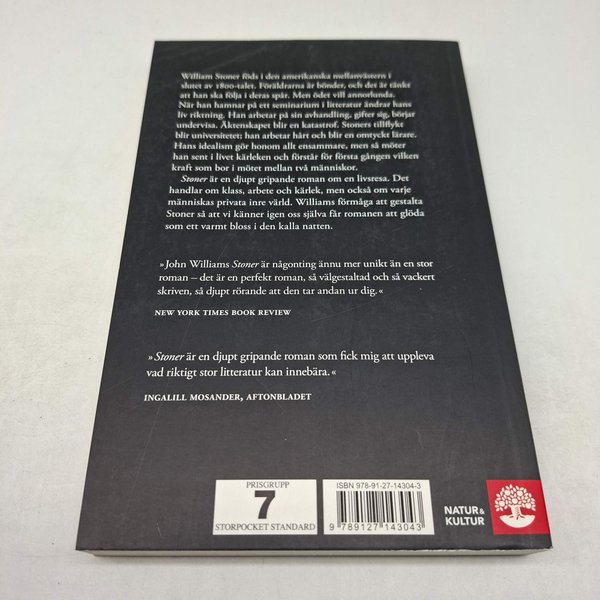 William Stoner föds i den amerikanska mellanvästern i
slutet av 1800-talet. Föräldrarna är bönder, och det är tänkt
att han ska följa i deras spår. Men ödet vill annorlunda.
När han hamnar på ett seminarium i litteratur ändrar hans
liv riktning. Han arbetar på sin avhandling, gifter sig, börjar
undervisa. Äktenskapet blir en katastrof. Stoners tillflykt
blir universitetet; han arbetar hårt och blir en omtyckt lärare.
Hans idealism gör honom allt ensammare, men så möter
han sent i livet kärleken och förstår för första gången vilken
kraft som bor i mötet mellan två människor.
Stoner är en djupt gripande roman om en livsresa. Det
handlar om klass, arbete och kärlek, men också om varje
människas privata inre värld. Williams förmåga att gestalta
Stoner så att vi känner igen oss själva får romanen att glöda
som ett varmt bloss i den kalla natten.
»John Williams Stoner är någonting ännu mer unikt än en stor
roman – det är en perfekt roman, så välgestaltad och så vackert
skriven, så djupt rörande att den tar andan ur dig.«
NEW YORK TIMES BOOK REVIEW
»Stoner är en djupt gripande roman som fick mig att uppleva
vad riktigt stor litteratur kan innebära.«
INGALILL MOSANDER, AFTONBLADET
PRISGRUPP
7
STORPOCKET STANDARD
ISBN 978-91-27-14304-3
9 789127 143043
NATUR &
KULTUR